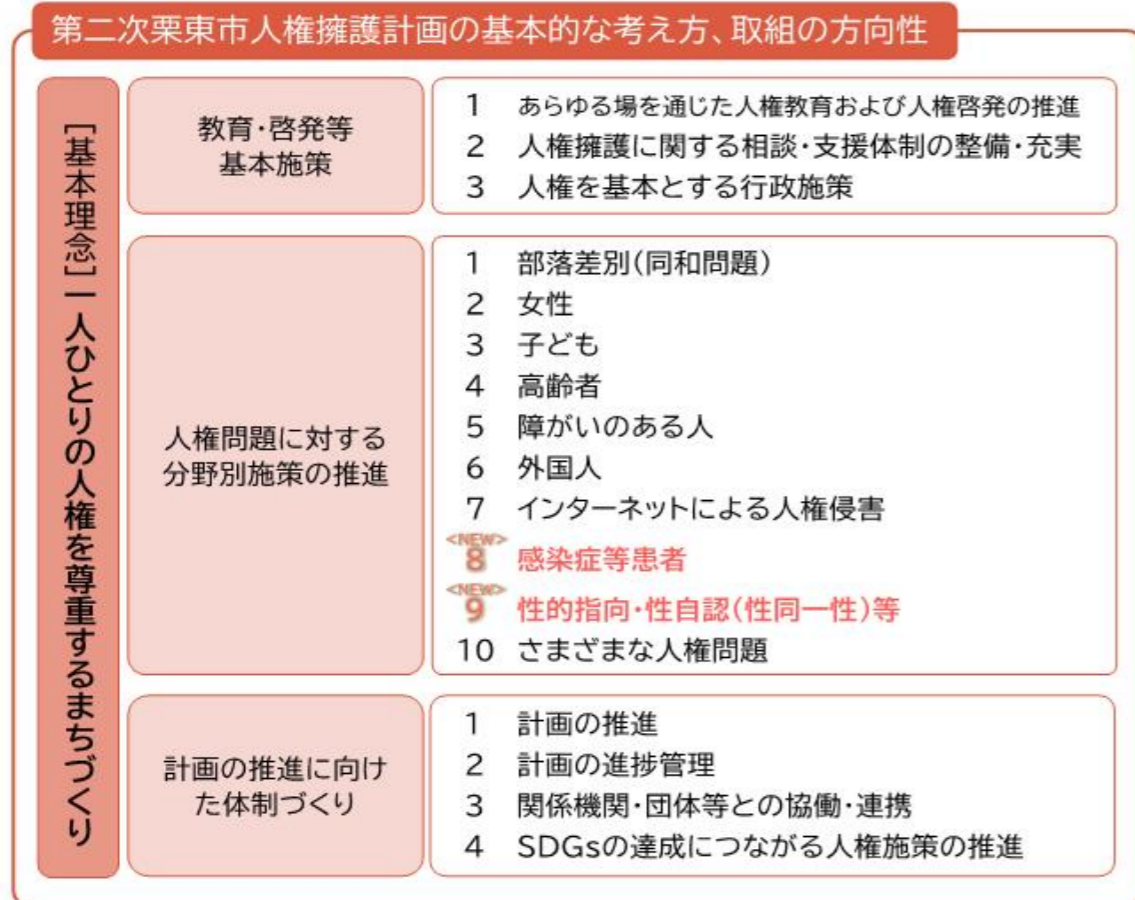 第二次栗東市人権擁護計画の基本的な考え方、取組の方向性
[基本理念]一人ひとりの人権を尊重するまちづくり
教育・啓発等
基本施策
1 あらゆる場を通じた人権教育および人権啓発の推進
2 人権擁護に関する相談・支援体制の整備・充実
3 人権を基本とする行政施策
人権問題に対する
分野別施策の推進
1 部落差別(同和問題)
2 女性
3 子ども
4 高齢者
5 障がいのある人
6 外国人
7 インターネットによる人権侵害
<NEW>
8 感染症等患者
<NEW>
9 性的指向・性自認(性同一性)等
10 さまざまな人権問題
計画の推進に向け
た体制づくり
1 計画の推進
2 計画の進捗管理
3 関係機関・団体等との協働・連携
4 SDGsの達成につながる人権施策の推進